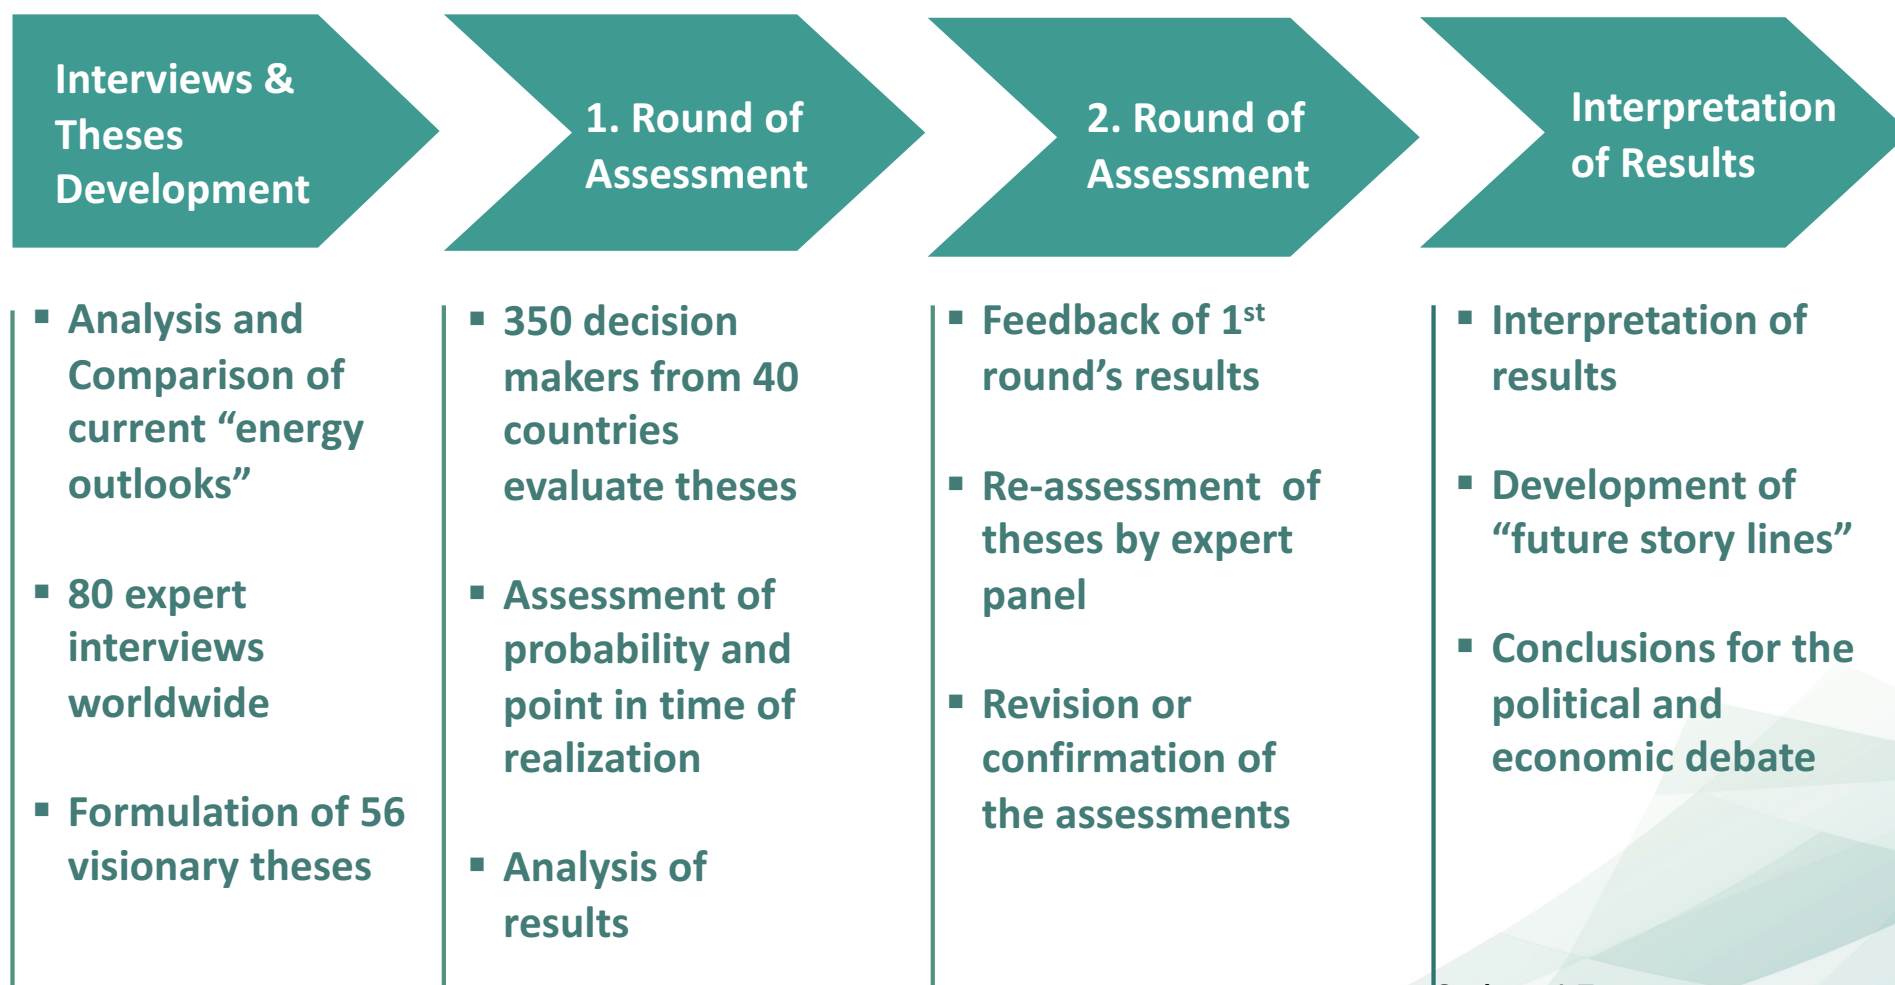 Interviews &
Theses
Development
1. Round of
Assessment
2. Round of
Assessment
Interpretation
of Results
▪ Analysis and
Comparison of
current “energy
outlooks”
▪ 80 expert
interviews
worldwide
▪ Formulation of 56
visionary theses
▪ 350 decision
makers from 40
countries
evaluate theses
▪ Assessment of
probability and
point in time of
realization
▪ Analysis of
results
▪ Feedback of 1st
round’s results
▪ Re-assessment of
theses by expert
panel
▪ Revision or
confirmation of
the assessments
▪ Interpretation of
results
▪ Development of
“future story lines”
▪ Conclusions for the
political and
economic debate